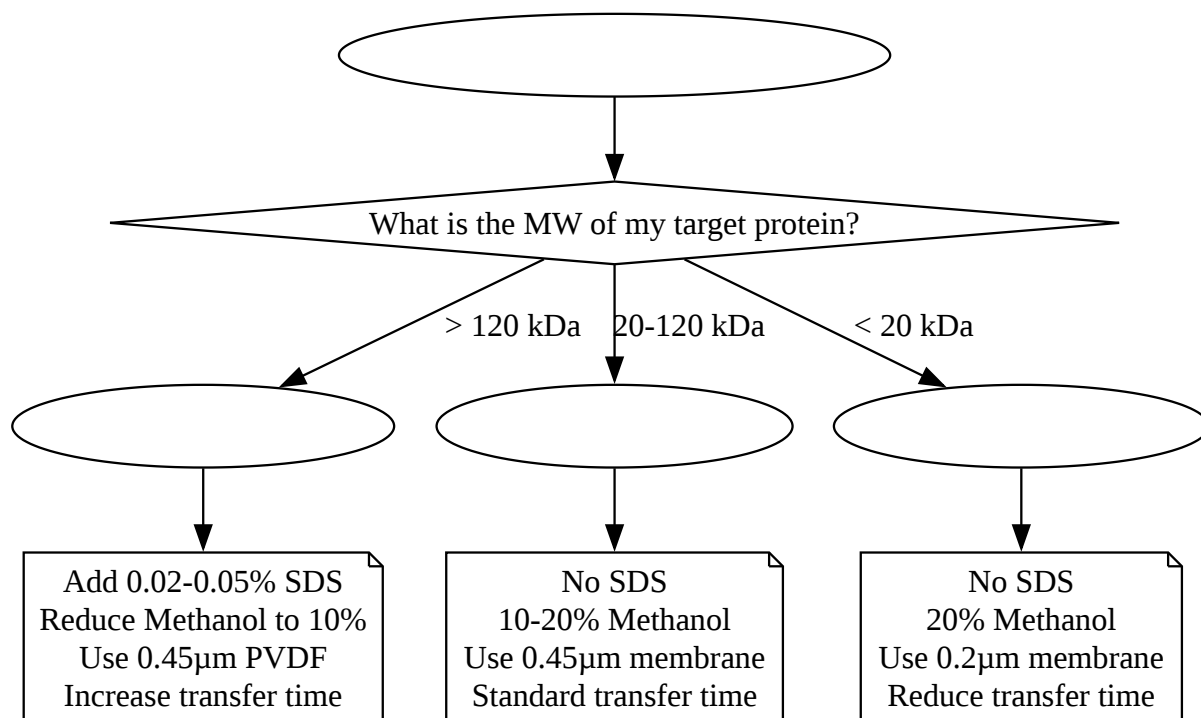 What is the MW of my target protein?
> 120 kDa
20-120 kDa
< 20 kDa
Add 0.02-0.05% SDS
Reduce Methanol to 10%
Use 0.45µm PVDF
Increase transfer time
No SDS
10-20% Methanol
Use 0.45µm membrane
Standard transfer time
No SDS
20% Methanol
Use 0.2µm membrane
Reduce transfer time